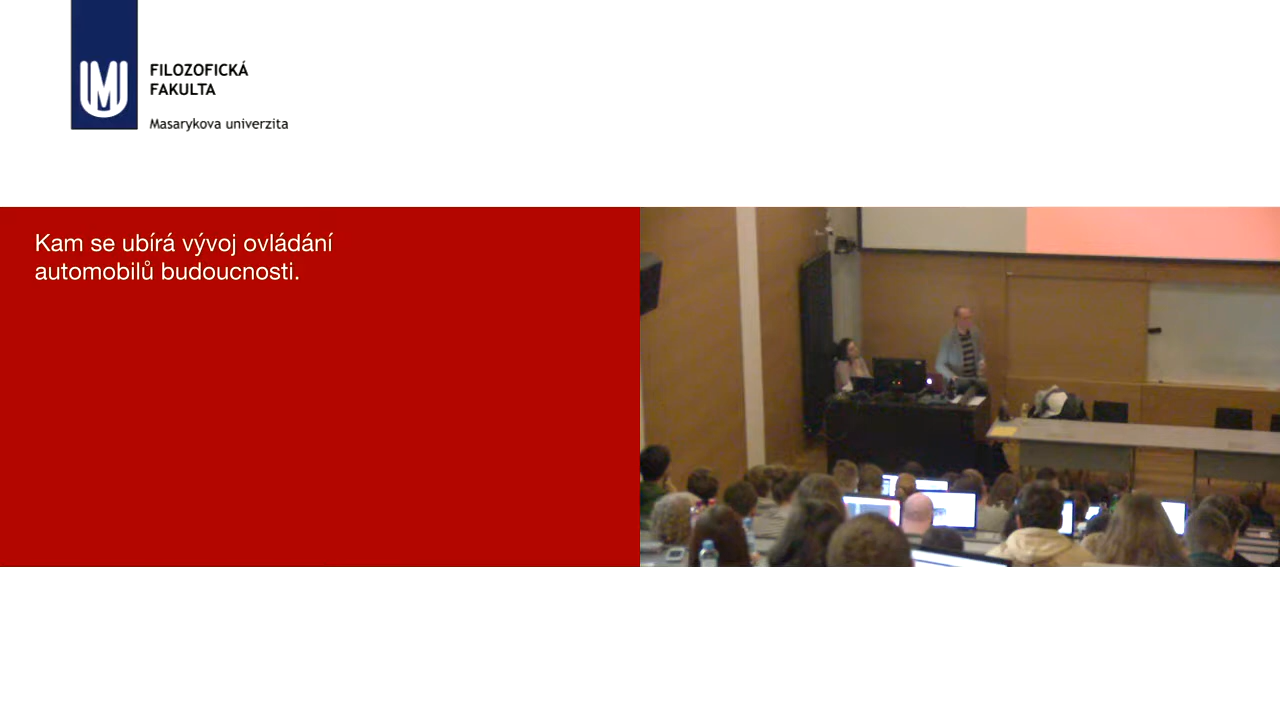 FILOZOFICKÁ
FAKULTA
Masarykova univerzita
Kam se ubírá vývoj ovládání
automobilů budoucnosti.